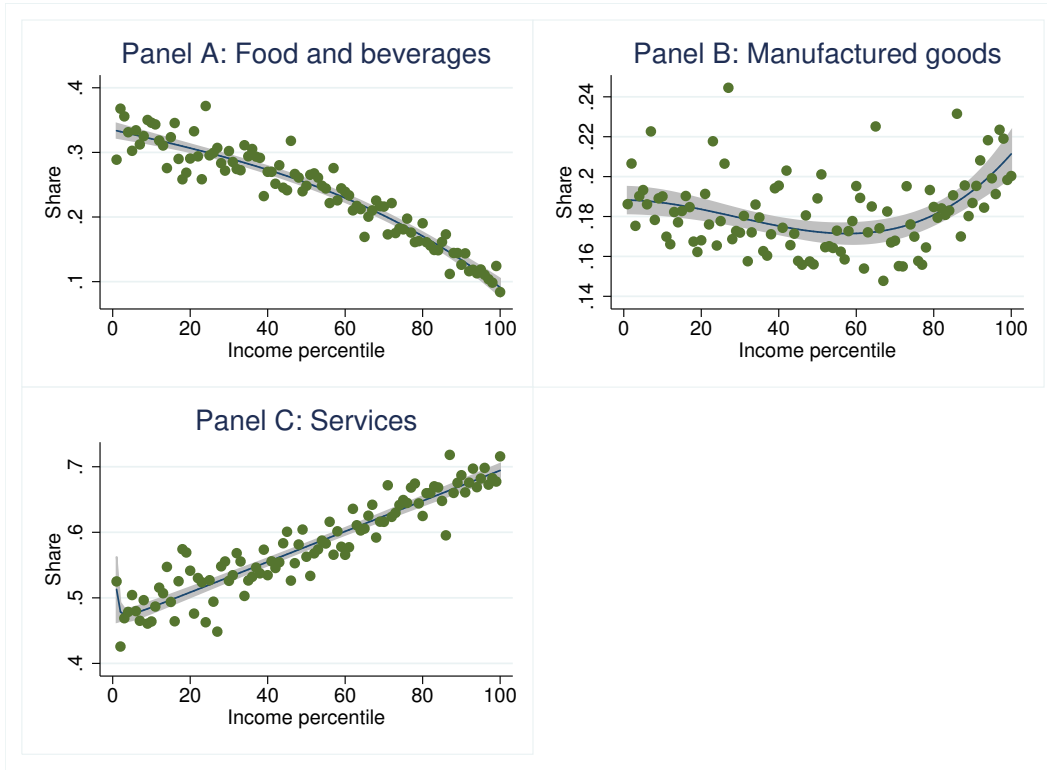 Panel A: Food and beverages
.4
.3
.2
.1
Share
0 20 40 60 80 100
Income percentile
Panel B: Manufactured goods
.24
.22
.2
.18
.16
.14
Share
0 20 40 60 80 100
Income percentile
Panel C: Services
.7
.6
.5
.4
Share
0 20 40 60 80 100
Income percentile